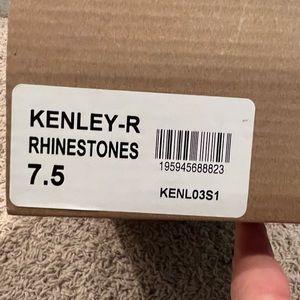 KENLEY-R
RHINESTONES
7.5
195945688823
KENL03S1